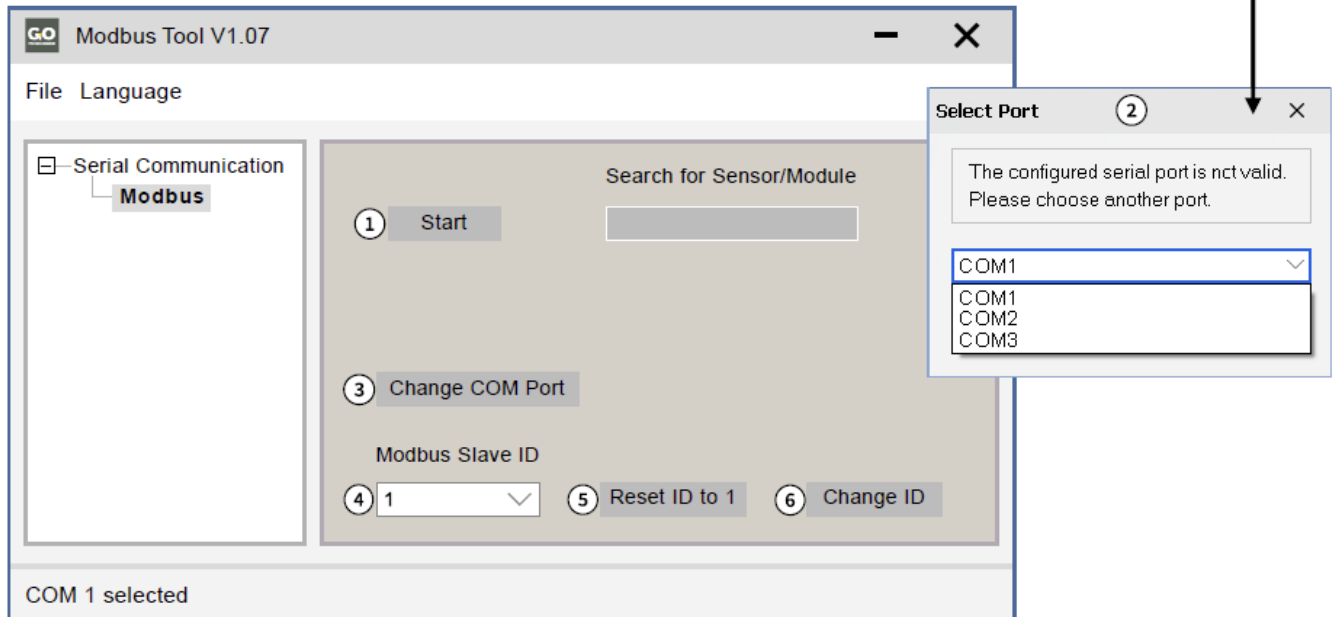 GO Modbus Tool V1.07
File Language
Serial Communication
Modbus
Search for Sensor/Module
1 Start
3 Change COM Port
Modbus Slave ID
4 1 5 Reset ID to 1 6 Change ID
COM 1 selected
Select Port 2
The configured serial port is nct valid.
Please choose another port.
COM1
COM1
COM2
COM3